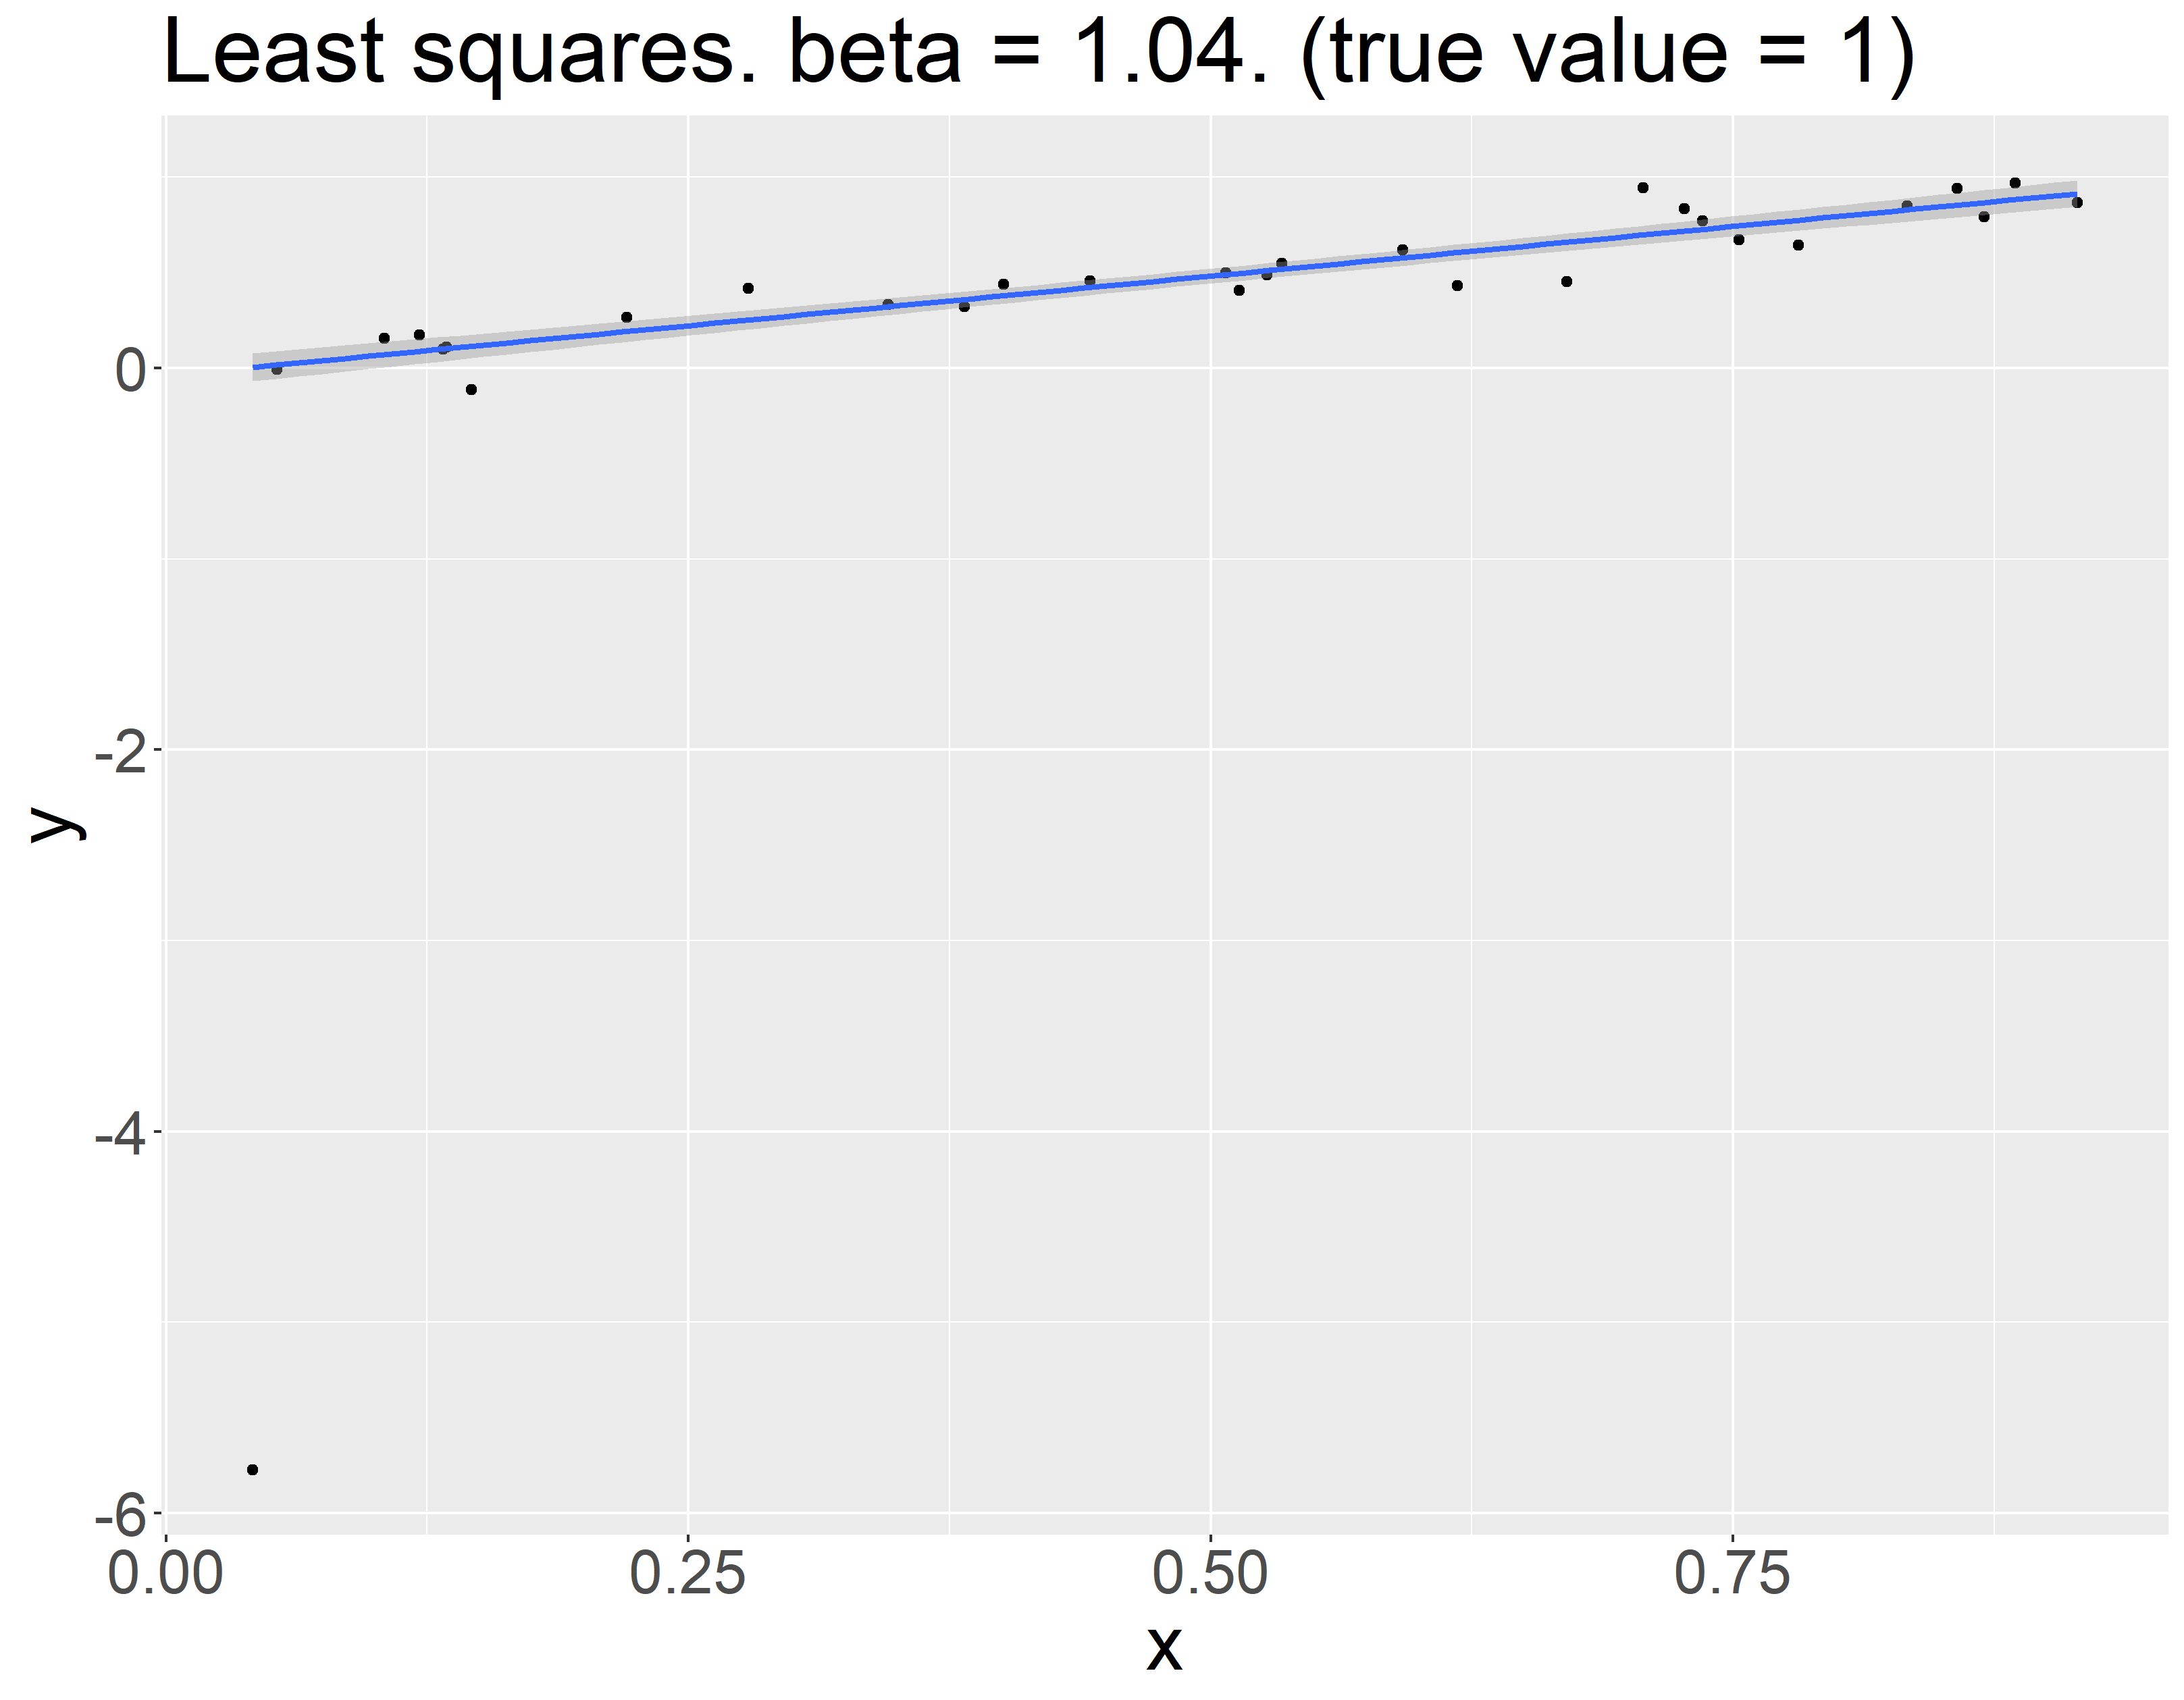 Least squares. beta = 1.04. (true value = 1)
0
-2
-4
-6
y
0.00 0.25 0.50 0.75
x